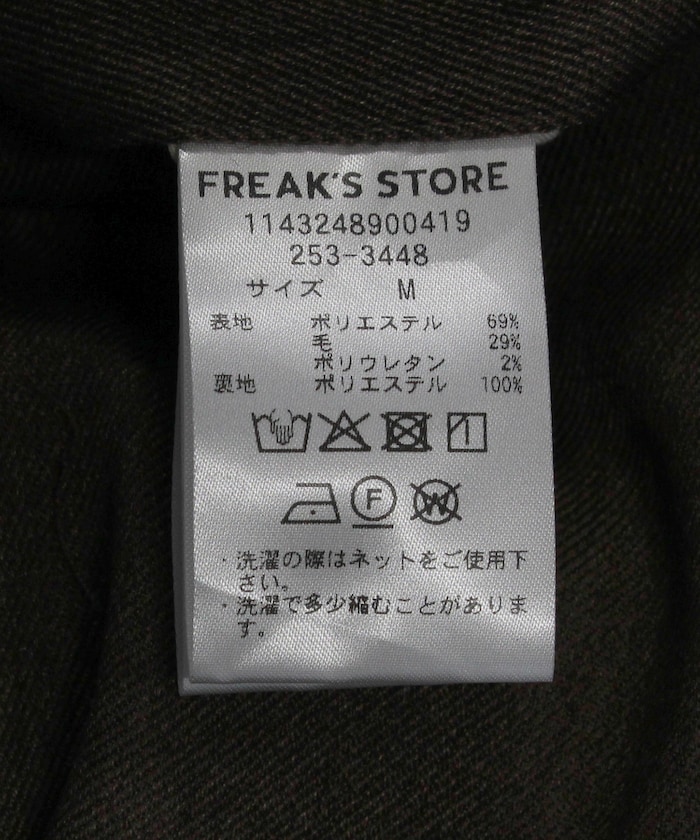 FREAK'S STORE
1143248900419
253-3448
サイズ M
表地 ポリエステル 69%
毛 29%
ポリウレタン 2%
裏地 ポリエステル 100%
F W
・洗濯の際はネットをご使用下
さい。
・洗濯で多少縮むことがありま
す。